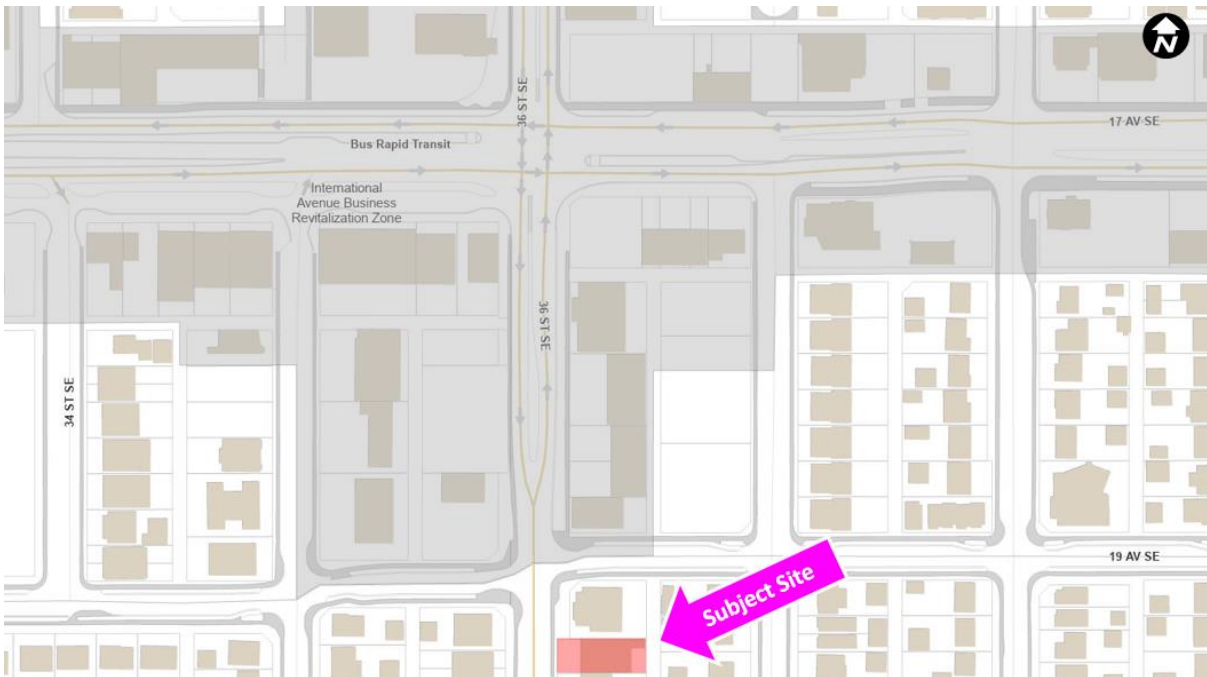 N
36 ST SE
17 AV SE
Bus Rapid Transit
International
Avenue Business
Revitalization Zone
36 ST SE
34 ST SE
19 AV SE
Subject Site